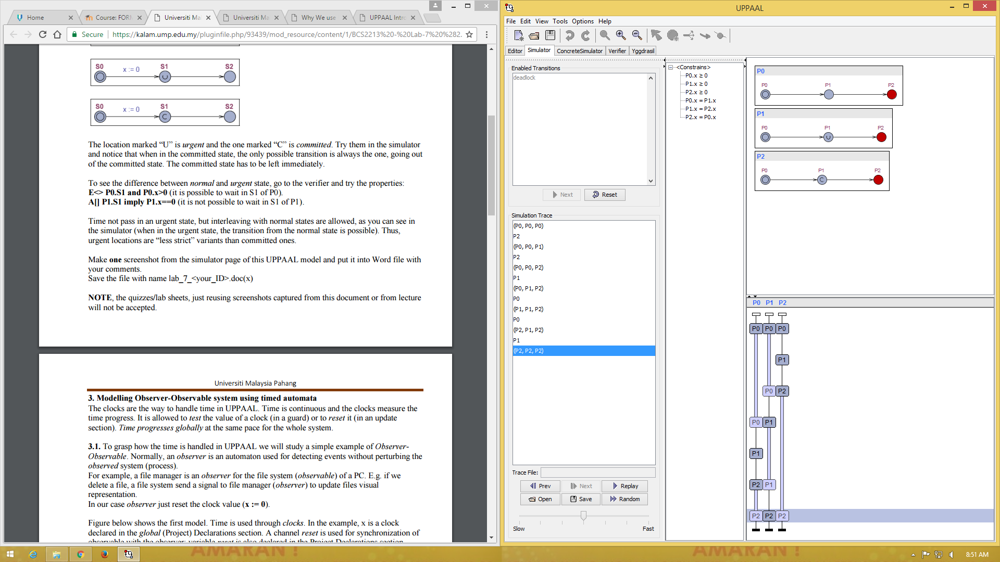 Home
Course: FORM
Universiti Ma
Universiti Ma
Why We use
UPPAAL Intro
Secure
https://kalam.ump.edu.my/pluginfile.php/93439/mod_resource/content/1/BCS2213%20-%20Lab-7%20%282.
S0 x := 0 S1 S2
U
S0 x := 0 S1 S2
C
The location marked “U” is urgent and the one marked “C” is committed. Try them in the simulator
and notice that when in the committed state, the only possible transition is always the one, going out
of the committed state. The committed state has to be left immediately.
To see the difference between normal and urgent state, go to the verifier and try the properties:
E<> P0.S1 and P0.x>0 (it is possible to wait in S1 of P0).
A[] P1.S1 imply P1.x==0 (it is not possible to wait in S1 of P1).
Time not pass in an urgent state, but interleaving with normal states are allowed, as you can see in
the simulator (when in the urgent state, the transition from the normal state is possible). Thus,
urgent locations are “less strict” variants than committed ones.
Make one screenshot from the simulator page of this UPPAAL model and put it into Word file with
your comments.
Save the file with name lab_7_<your_ID>.doc(x)
NOTE, the quizzes/lab sheets, just reusing screenshots captured from this document or from lecture
will not be accepted.
Universiti Malaysia Pahang
3. Modelling Observer-Observable system using timed automata
The clocks are the way to handle time in UPPAAL. Time is continuous and the clocks measure the
time progress. It is allowed to test the value of a clock (in a guard) or to reset it (in an update
section). Time progresses globally at the same pace for the whole system.
3.1. To grasp how the time is handled in UPPAAL we will study a simple example of Observer-
Observable. Normally, an observer is an automaton used for detecting events without perturbing the
observed system (process).
For example, a file manager is an observer for the file system (observable) of a PC. E.g. if we
delete a file, a file system send a signal to file manager (observer) to update files visual
representation.
In our case observer just reset the clock value (x := 0).
Figure below shows the first model. Time is used through clocks. In the example, x is a clock
declared in the global (Project) Declarations section. A channel reset is used for synchronization of
observable with the observer; variable reset is also declared in the Project Declarations section
UPPAAL
File Edit View Tools Options Help
Editor Simulator ConcreteSimulator Verifier Yggdrasil
Enabled Transitions
deadlock
Next Reset
Simulation Trace
(P0, P0, P0)
P2
(P0, P0, P1)
P2
(P0, P0, P2)
P1
(P0, P1, P2)
P0
(P1, P1, P2)
P0
(P2, P1, P2)
P1
(P2, P2, P2)
Trace File:
Prev Next Replay
Open Save Random
Slow Fast
<Constrains>
P0.x ≥ 0
P1.x ≥ 0
P2.x ≥ 0
P0.x = P1.x
P1.x = P2.x
P2.x = P0.x
P0
P0 P1 P2
P1
P0 P1 P2
U
P2
P0 P1 P2
C
P0 P1 P2
P0 P0 P0
P1
P0 P2
P0 P1
P1
P2 P1
P2 P2 P2
AMARAN !
AMARAN !
8:51 AM